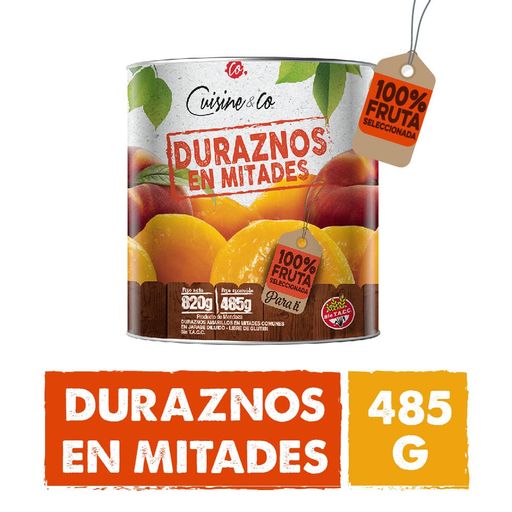 Co.
Cuisine & Co
DURAZNOS
EN MITADES
100%
FRUTA
SELECCIONADA
100%
FRUTA
SELECCIONADA
Para ti
Peso neto
820g
Peso escurrido
485g
Producto de Mendoza
DURAZNOS AMARILLOS EN MITADES COMUNES
EN JARABE DILUIDO - LIBRE DE GLUTEN
Sin T.A.C.C.
Sin T.A.C.C.
DURAZNOS
EN MITADES
485
G